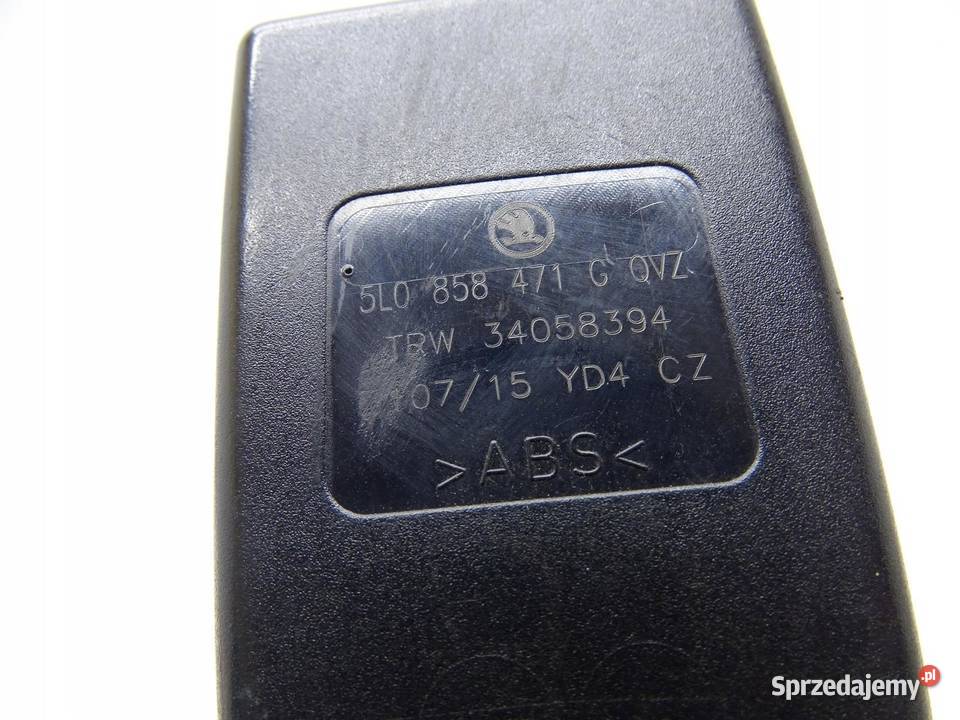 5L0 858 471 G QVZ
TRW 34058394
07/15 YD4 CZ
>ABS<
Sprzedajemy.pl